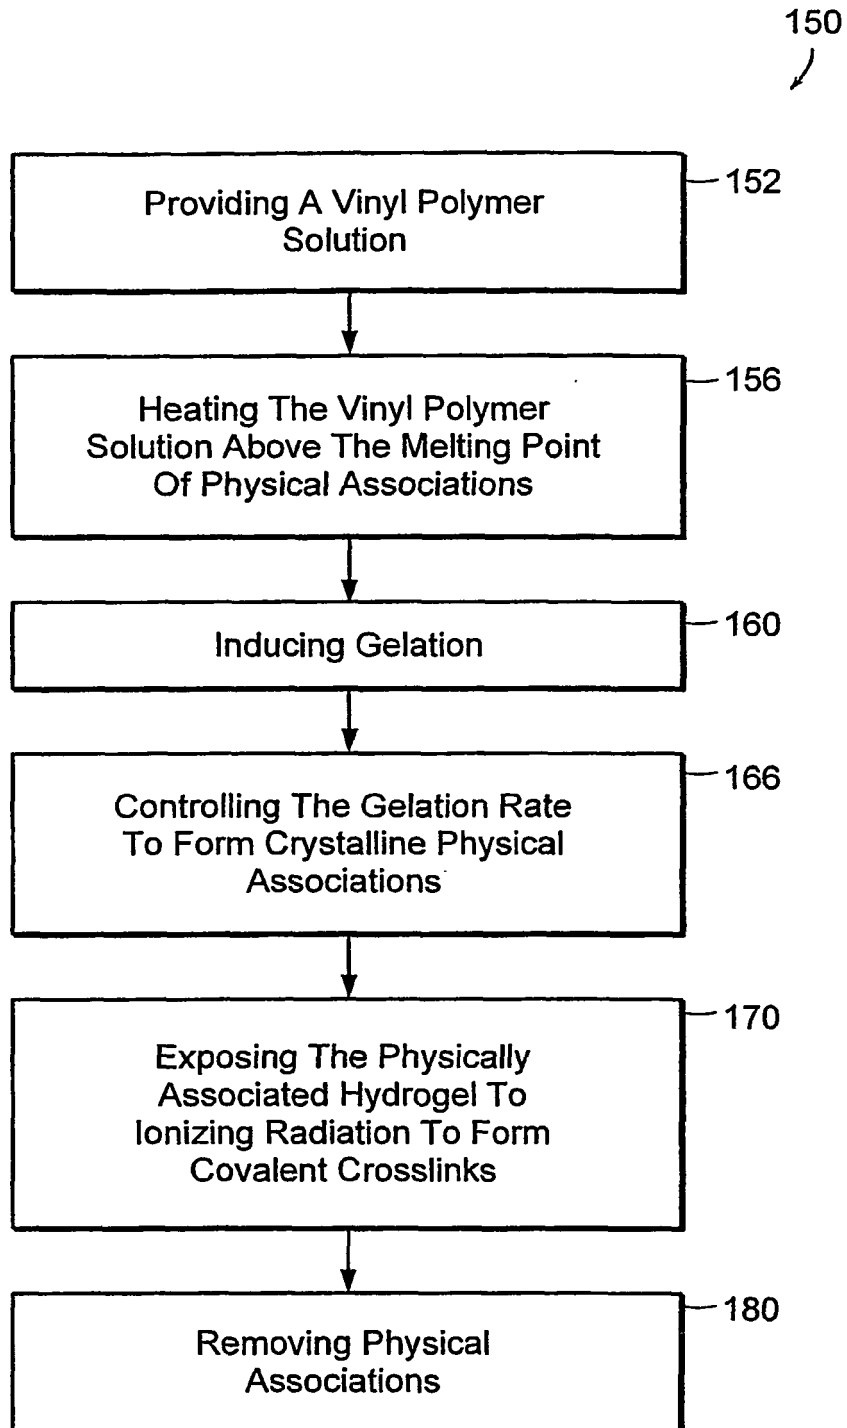 150
152
Providing A Vinyl Polymer
Solution
156
Heating The Vinyl Polymer
Solution Above The Melting Point
Of Physical Associations
160
Inducing Gelation
166
Controlling The Gelation Rate
To Form Crystalline Physical
Associations
170
Exposing The Physically
Associated Hydrogel To
Ionizing Radiation To Form
Covalent Crosslinks
180
Removing Physical
Associations